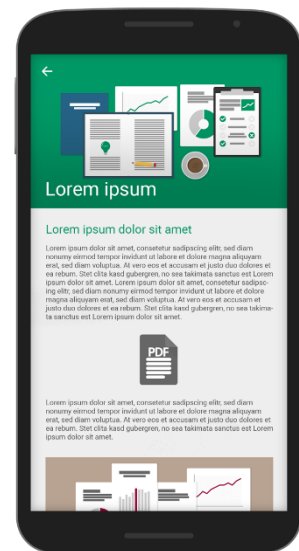 Lorem ipsum
Lorem ipsum dolor sit amet
Lorem ipsum dolor sit amet, consetetur sadipscing elitr, sed diam
nonumy eirmod tempor invidunt ut labore et dolore magna aliquyam
erat, sed diam voluptua. At vero eos et accusam et justo duo dolores et
ea rebum. Stet clita kasd gubergren, no sea takimata sanctus est Lorem
ipsum dolor sit amet. Lorem ipsum dolor sit amet, consetetur sadipsc-
ing elitr, sed diam nonumy eirmod tempor invidunt ut labore et dolore
magna aliquyam erat, sed diam voluptua. At vero eos et accusam et
justo duo dolores et ea rebum. Stet clita kasd gubergren, no sea takima-
ta sanctus est Lorem ipsum dolor sit amet.
PDF
Lorem ipsum dolor sit amet, consetetur sadipscing elitr, sed diam
nonumy eirmod tempor invidunt ut labore et dolore magna aliquyam
erat, sed diam voluptua. At vero eos et accusam et justo duo dolores et
ea rebum. Stet clita kasd gubergren, no sea takimata sanctus est Lorem
ipsum dolor sit amet.